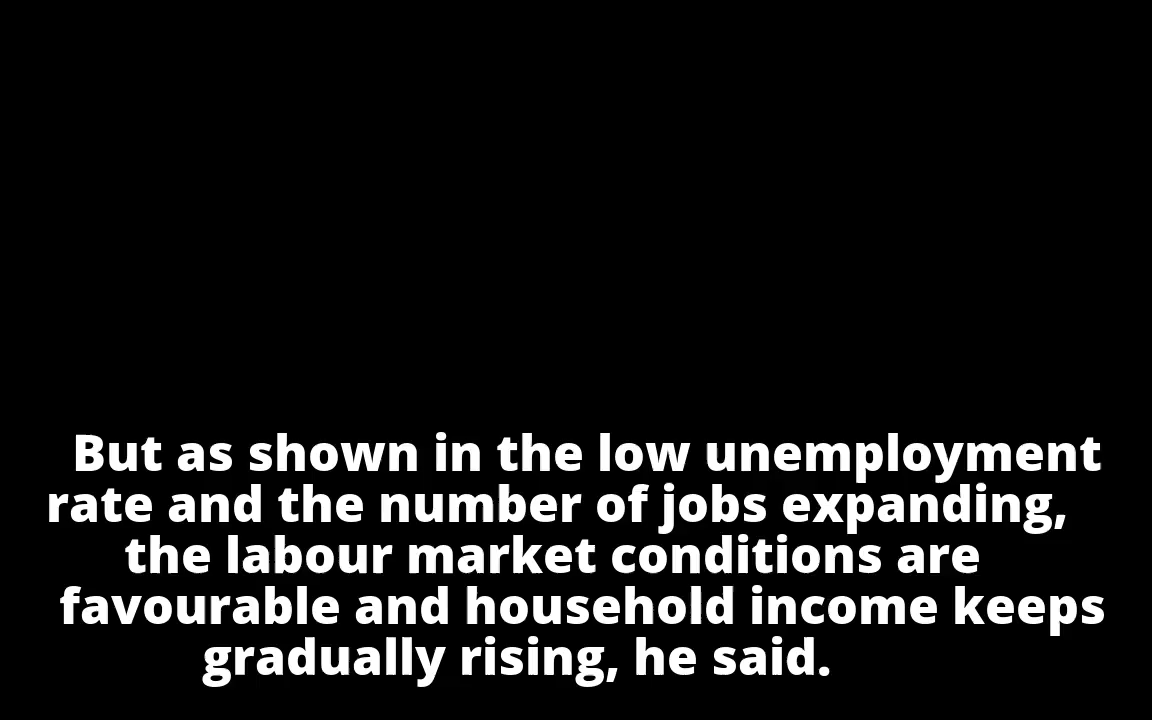 But as shown in the low unemployment
rate and the number of jobs expanding,
the labour market conditions are
favourable and household income keeps
gradually rising, he said.